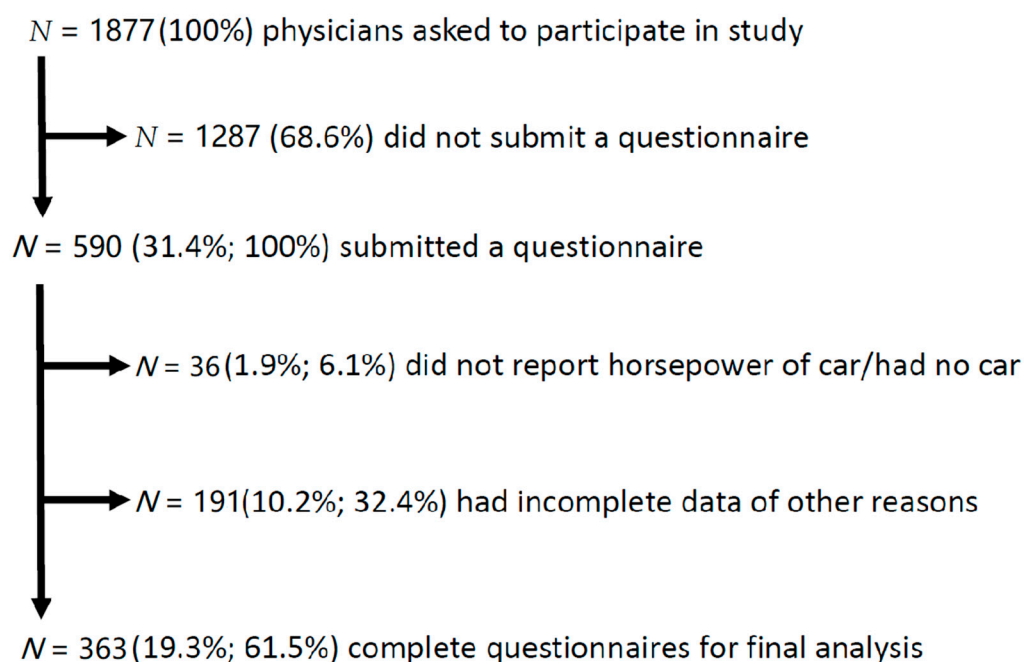 N = 1877 (100%) physicians asked to participate in study
N = 1287 (68.6%) did not submit a questionnaire
N = 590 (31.4%; 100%) submitted a questionnaire
N = 36 (1.9%; 6.1%) did not report horsepower of car/had no car
N = 191(10.2%; 32.4%) had incomplete data of other reasons
N = 363 (19.3%; 61.5%) complete questionnaires for final analysis